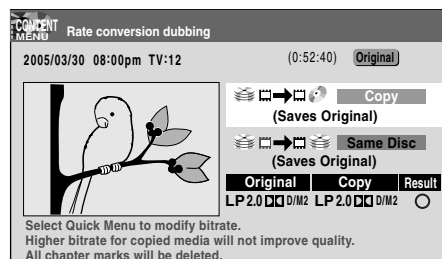 CONTENT MENU Rate conversion dubbing
2005/03/30 08:00pm TV:12 (0:52:40) Original
Copy
(Saves Original)
Same Disc
(Saves Original)
Original Copy Result
LP 2.0 D/M2 LP 2.0 D/M2
Select Quick Menu to modify bitrate.
Higher bitrate for copied media will not improve quality.
All chapter marks will be deleted.